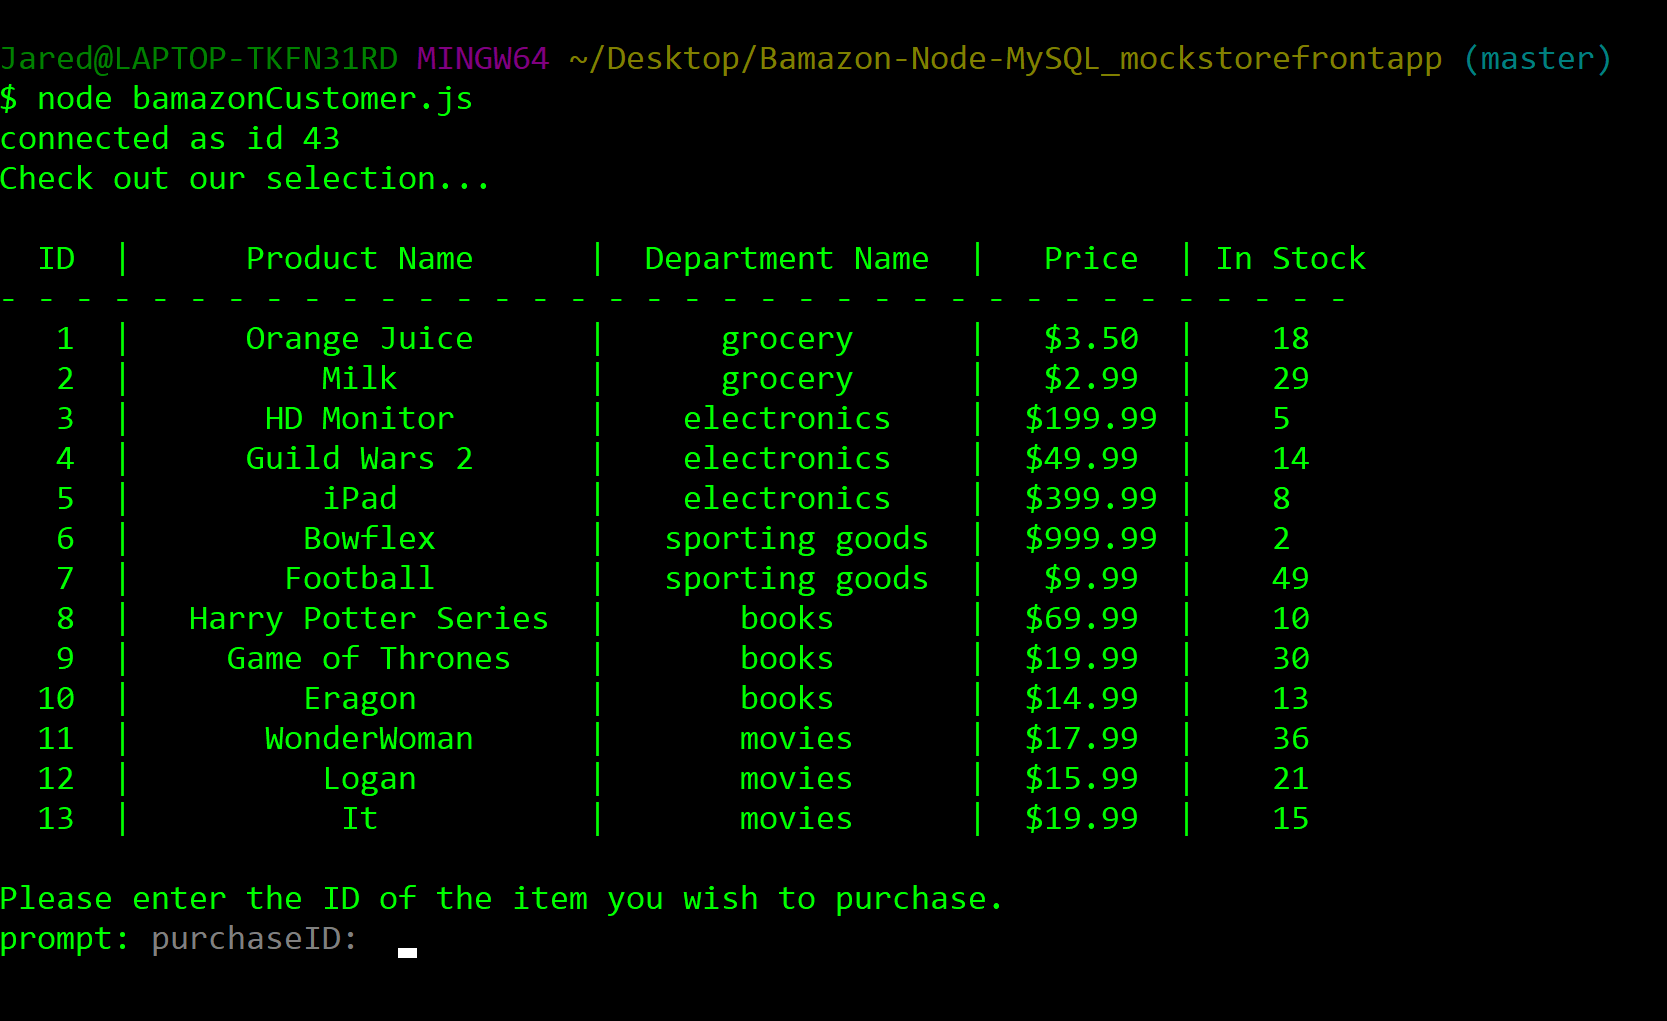 Jared@LAPTOP-TKFN31RD MINGW64 ~/Desktop/Bamazon-Node-MySQL_mockstorefrontapp (master)
$ node bamazonCustomer.js
connected as id 43
Check out our selection...
ID | Product Name | Department Name | Price | In Stock
- - - - - - - - - - - - - - - - - - - - - - - - - - - - - - - - - - - -
1 | Orange Juice | grocery | $3.50 | 18
2 | Milk | grocery | $2.99 | 29
3 | HD Monitor | electronics | $199.99 | 5
4 | Guild Wars 2 | electronics | $49.99 | 14
5 | iPad | electronics | $399.99 | 8
6 | Bowflex | sporting goods | $999.99 | 2
7 | Football | sporting goods | $9.99 | 49
8 | Harry Potter Series | books | $69.99 | 10
9 | Game of Thrones | books | $19.99 | 30
10 | Eragon | books | $14.99 | 13
11 | WonderWoman | movies | $17.99 | 36
12 | Logan | movies | $15.99 | 21
13 | It | movies | $19.99 | 15
Please enter the ID of the item you wish to purchase.
prompt: purchaseID: